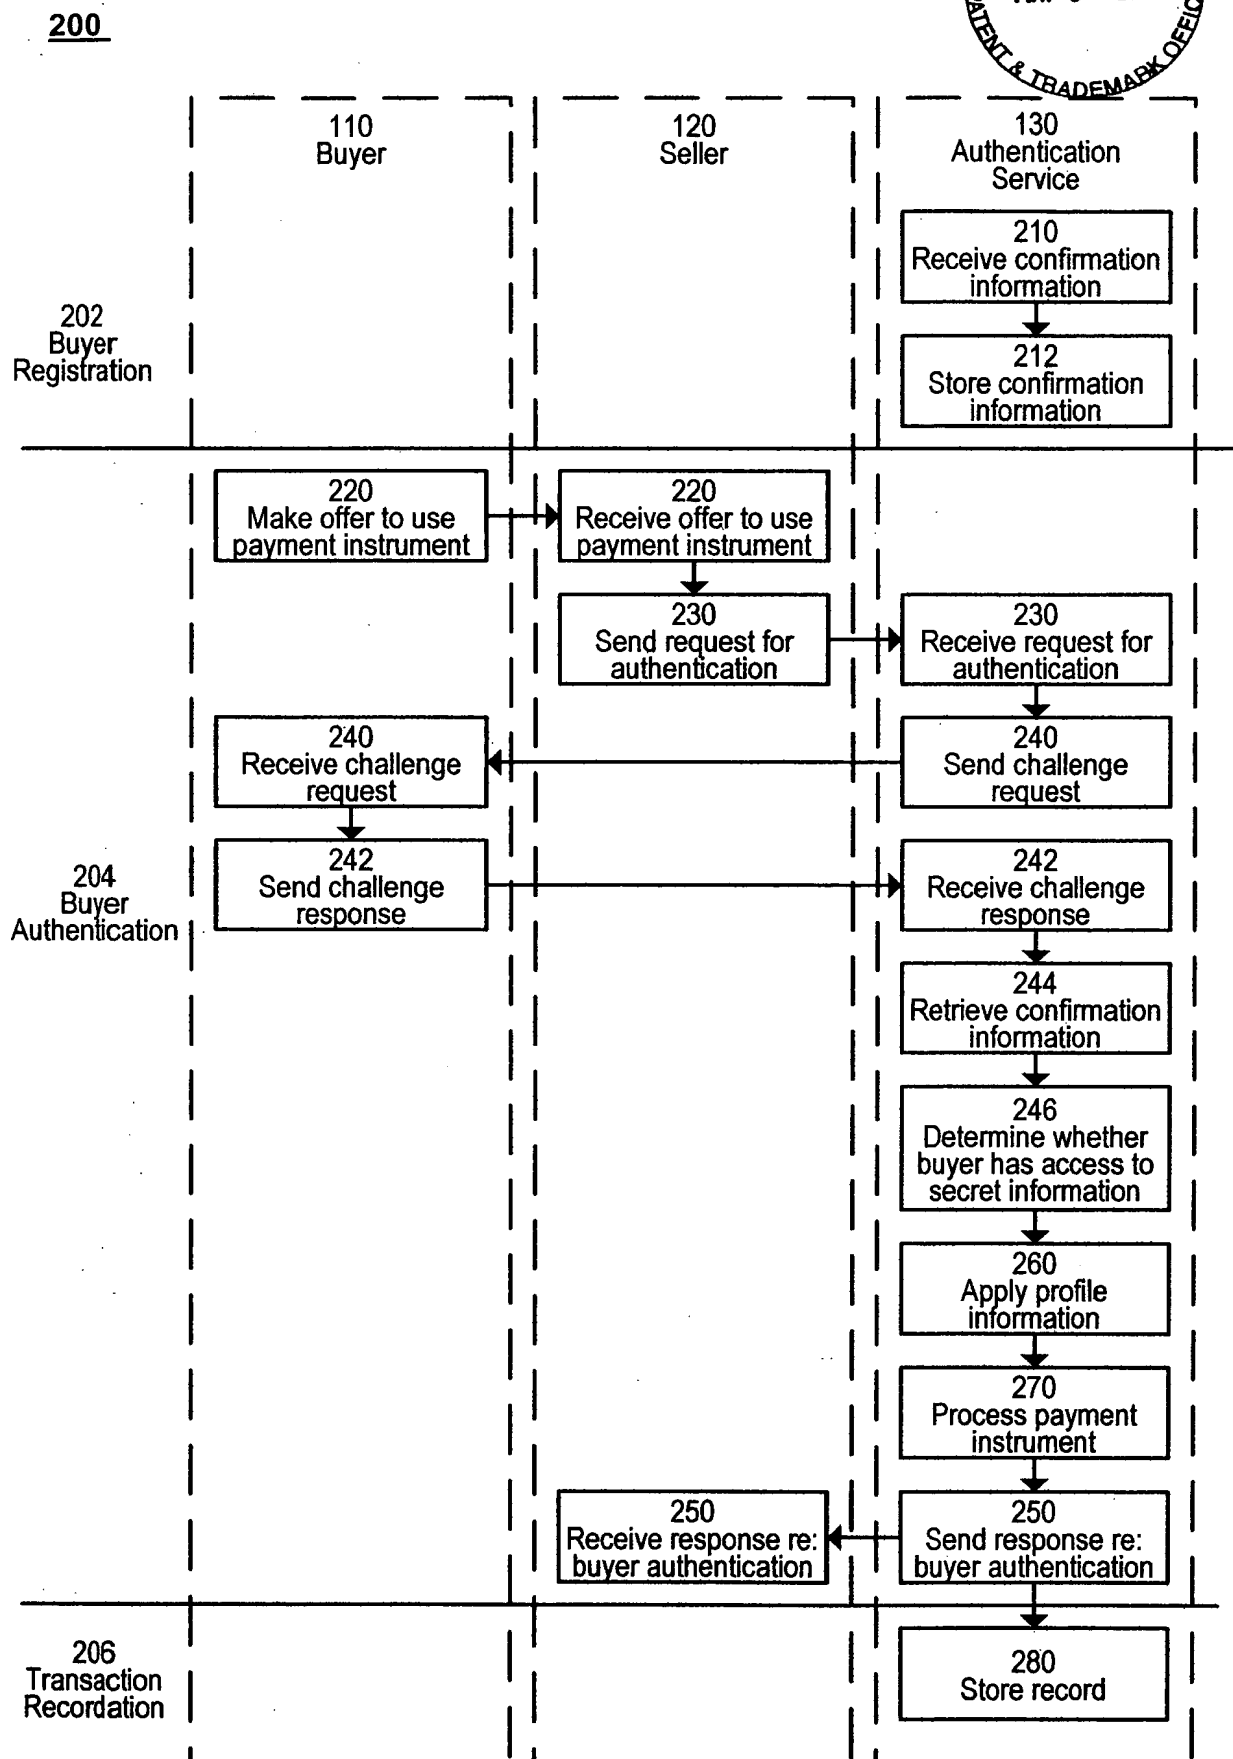 200
PATENT & TRADEMARK OFFIC
110
Buyer
120
Seller
130
Authentication
Service
210
Receive confirmation
information
202
Buyer
Registration
212
Store confirmation
information
220
Make offer to use
payment instrument
220
Receive offer to use
payment instrument
230
Send request for
authentication
230
Receive request for
authentication
240
Receive challenge
request
240
Send challenge
request
204
Buyer
Authentication
242
Send challenge
response
242
Receive challenge
response
244
Retrieve confirmation
information
246
Determine whether
buyer has access to
secret information
260
Apply profile
information
270
Process payment
instrument
250
Receive response re:
buyer authentication
250
Send response re:
buyer authentication
206
Transaction
Recordation
280
Store record